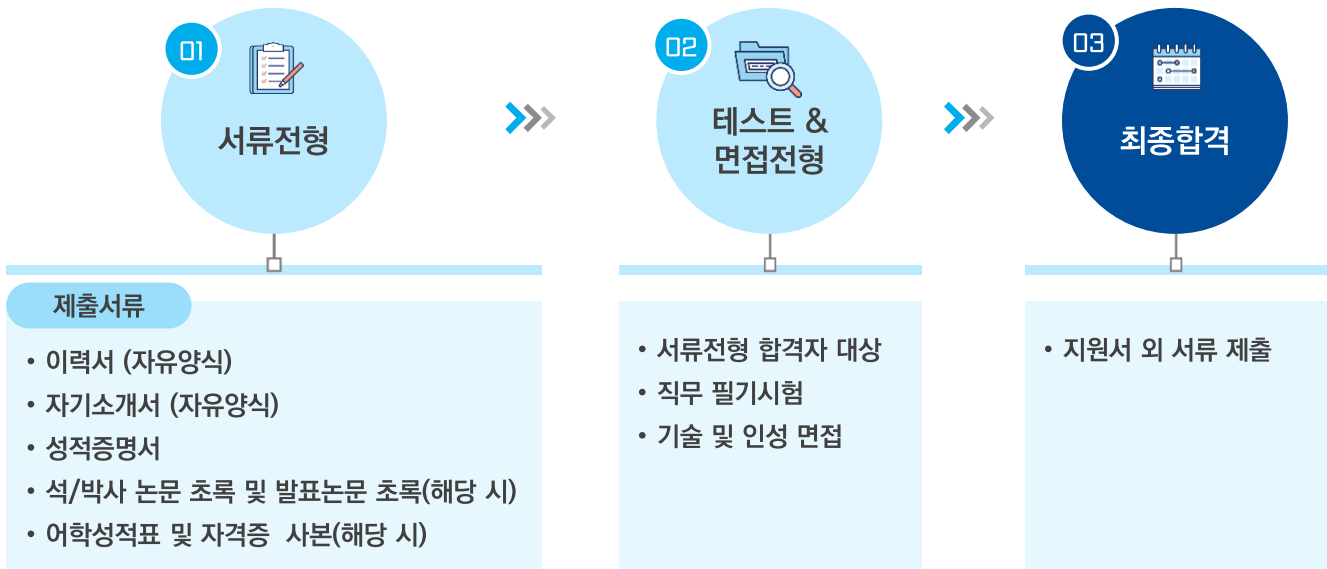 01
서류전형
제출서류
• 이력서 (자유양식)
• 자기소개서 (자유양식)
• 성적증명서
• 석/박사 논문 초록 및 발표논문 초록(해당 시)
• 어학성적표 및 자격증 사본(해당 시)
02
테스트 &
면접전형
• 서류전형 합격자 대상
• 직무 필기시험
• 기술 및 인성 면접
03
최종합격
• 지원서 외 서류 제출